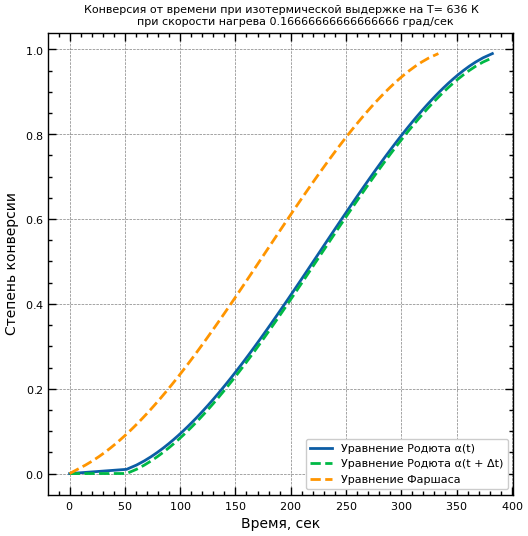 Конверсия от времени при изотермической выдержке на T= 636 К
при скорости нагрева 0.16666666666666666 град/сек
1.0
0.8
0.6
0.4
0.2
0.0
Степень конверсии
Уравнение Родюта α(t)
Уравнение Родюта α(t + Δt)
Уравнение Фаршаса
0 50 100 150 200 250 300 350 400
Время, сек